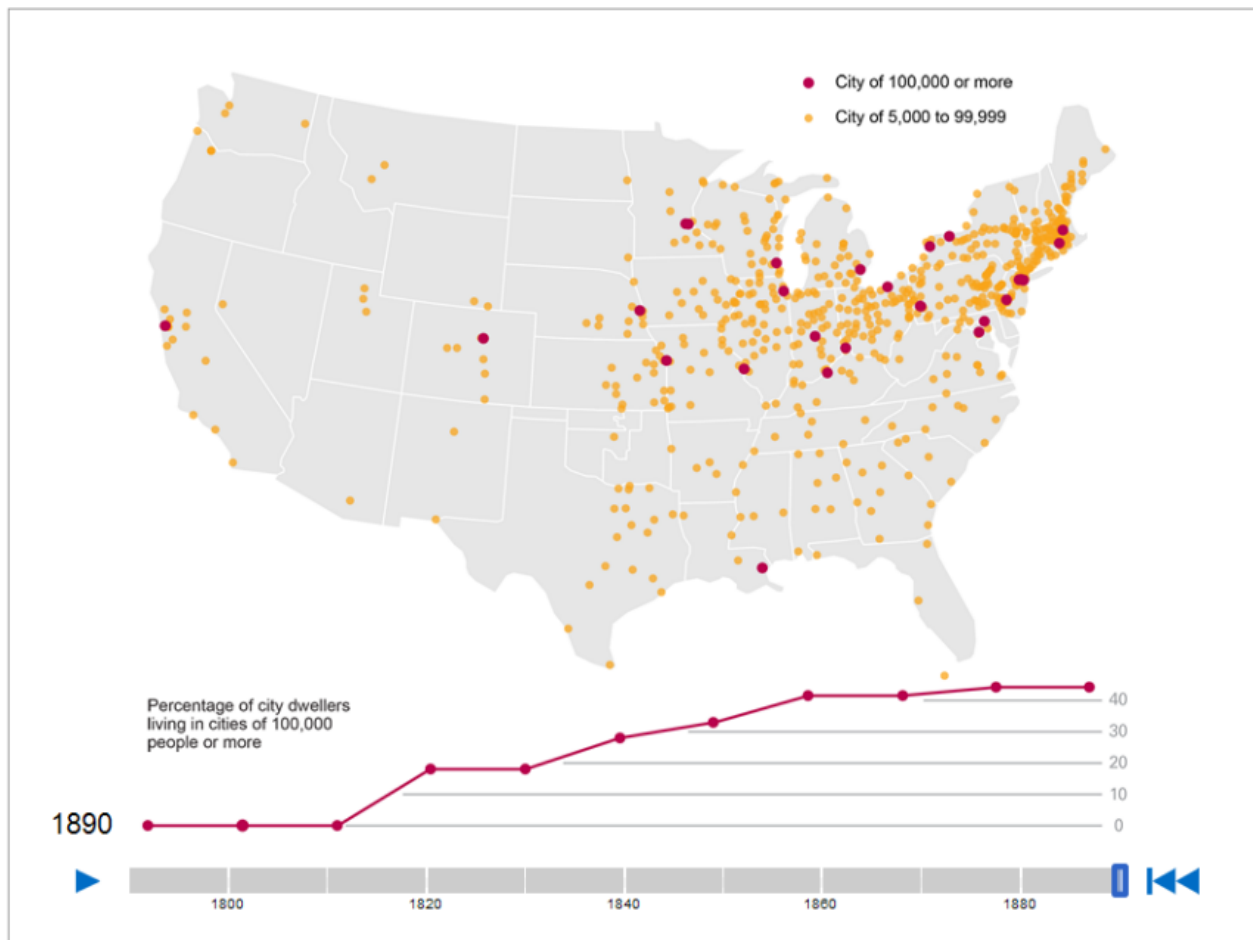 City of 100,000 or more
City of 5,000 to 99,999
Percentage of city dwellers
living in cities of 100,000
people or more
40
30
20
10
0
1890
1800
1820
1840
1860
1880